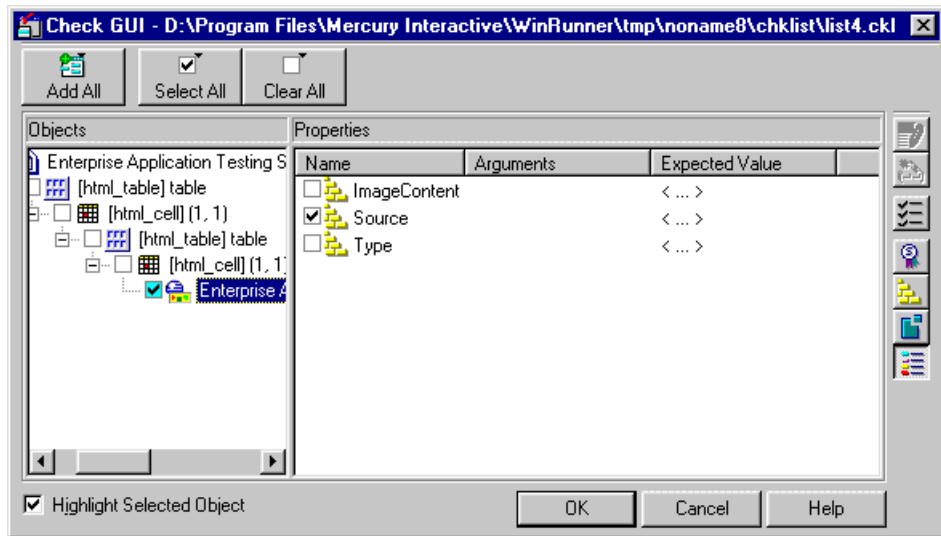 Check GUI - D:\Program Files\Mercury Interactive\WinRunner\tmp\noname8\chklist\list4.ckl
Add All Select All Clear All
Objects Properties
Enterprise Application Testing S
Name Arguments Expected Value
[html_table] table
ImageContent < ... >
[html_cell] (1, 1)
Source < ... >
[html_table] table
Type < ... >
[html_cell] (1, 1)
Enterprise A
Highlight Selected Object
OK Cancel Help